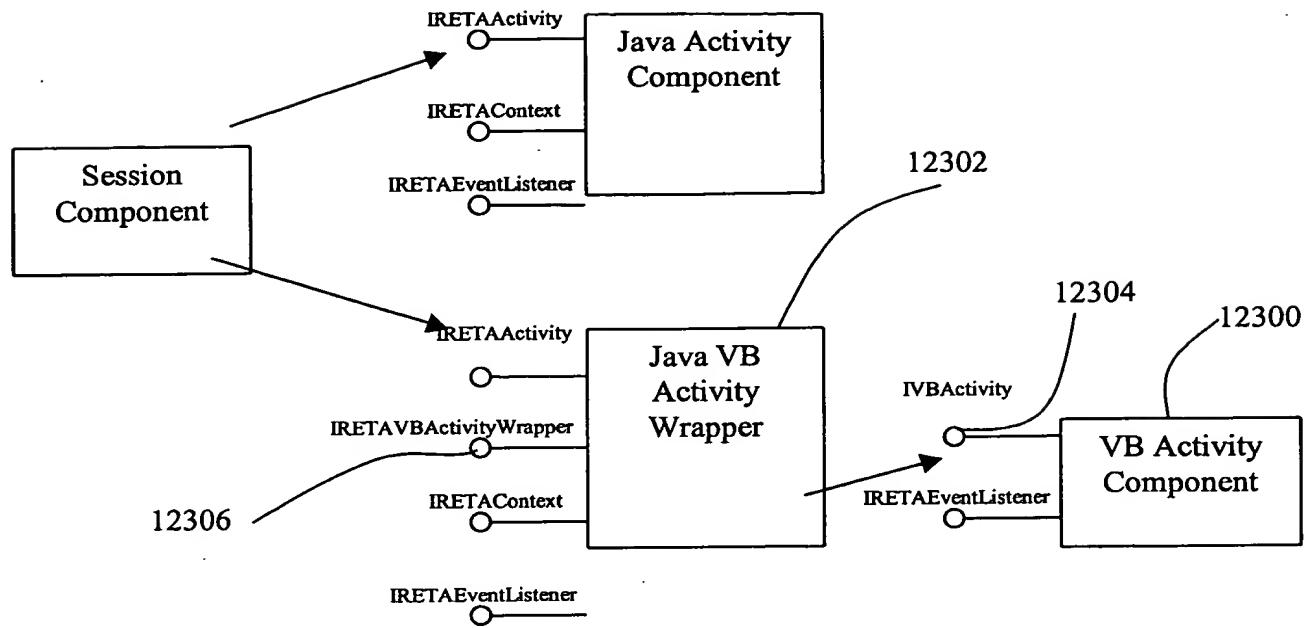 IRETAActivity
Java Activity
Component
IRETAContext
12302
Session
Component
IRETAEventListener
12304
12300
IRETAActivity
Java VB
Activity
Wrapper
IVBActivity
IRETAVBActivityWrapper
VB Activity
Component
IRETAEventListener
IRETAContext
12306
IRETAEventListener